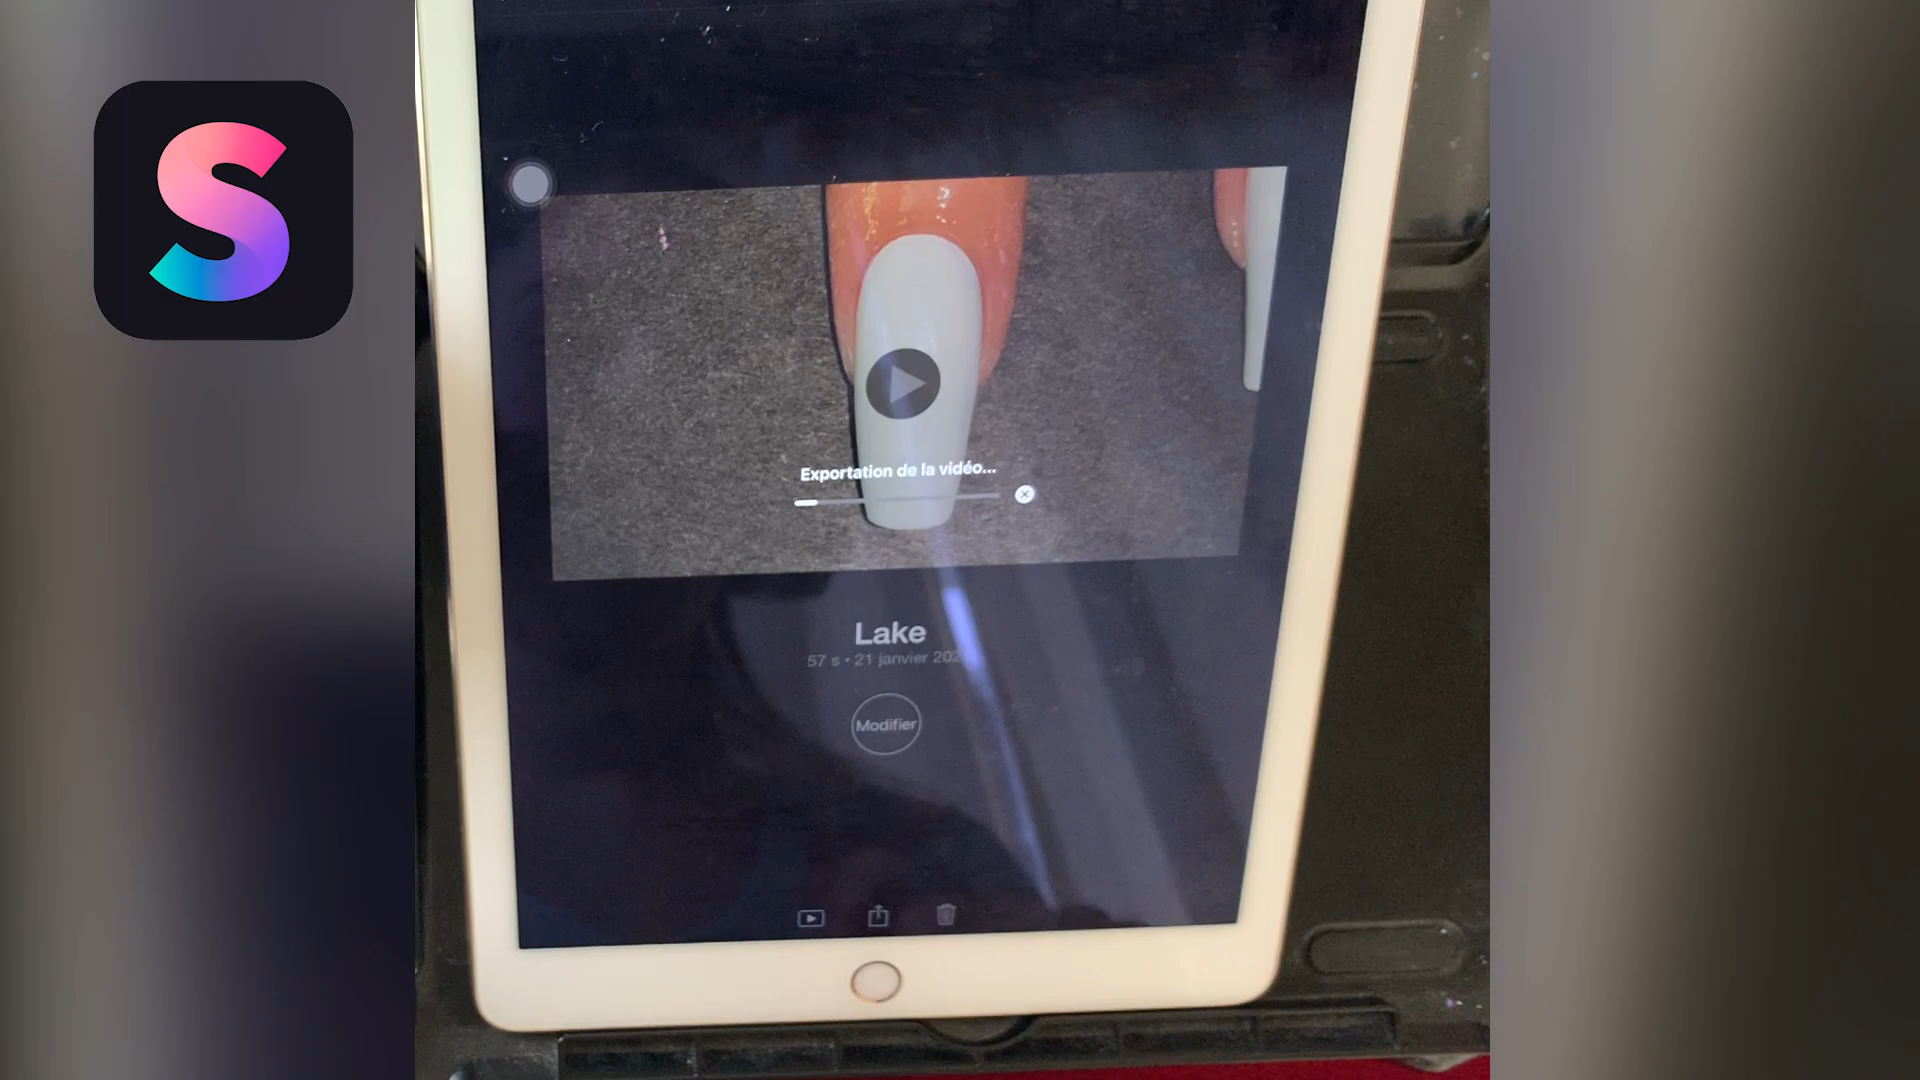 S
Exportation de la vidéo...
Lake
57 s • 21 janvier 202
Modifier